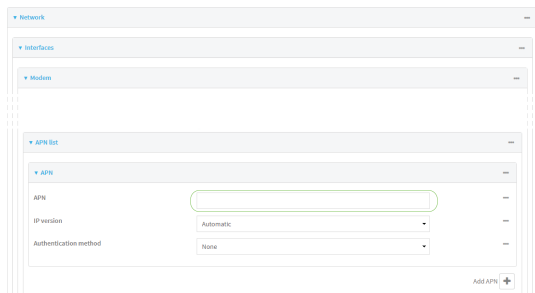 Network
Interfaces
Modem
APN list
APN
APN
IP version
Automatic
Authentication method
None
Add APN